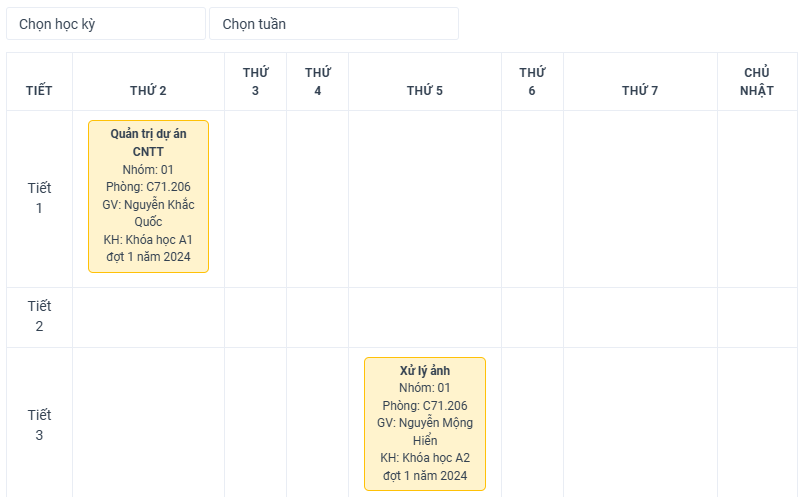 Chọn học kỳ
Chọn tuần
TIẾT
THỨ 2
THỨ
3
THỨ
4
THỨ 5
THỨ
6
THỨ 7
CHỦ
NHẬT
Tiết
1
Quản trị dự án
CNTT
Nhóm: 01
Phòng: C71.206
GV: Nguyễn Khắc
Quốc
KH: Khóa học A1
đợt 1 năm 2024
Tiết
2
Tiết
3
Xử lý ảnh
Nhóm: 01
Phòng: C71.206
GV: Nguyễn Mộng
Hiền
KH: Khóa học A2
đợt 1 năm 2024